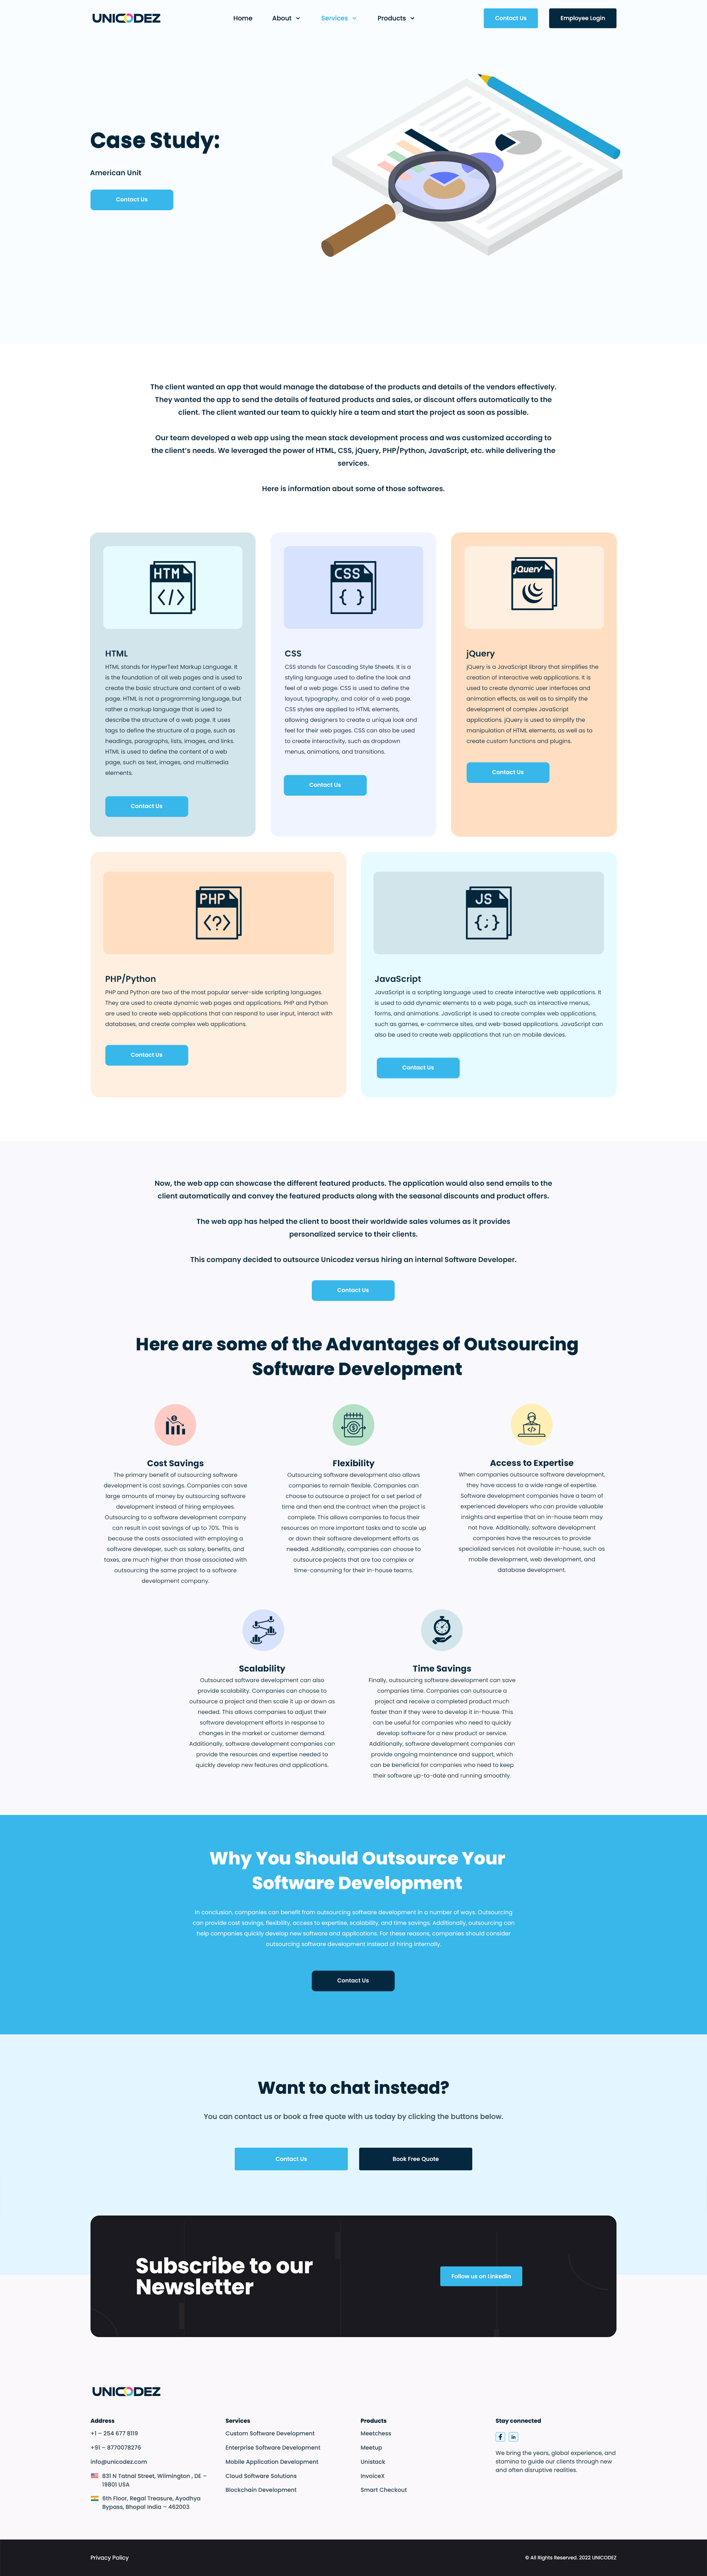 UNICODEZ
Home About Services Products Contact Us Employee Login
Case Study:
American Unit
Contact Us
The client wanted an app that would manage the database of the products and details of the vendors effectively.
They wanted the app to send the details of featured products and sales, or discount offers automatically to the
client. The client wanted our team to quickly hire a team and start the project as soon as possible.
Our team developed a web app using the mean stack development process and was customized according to
the client's needs. We leveraged the power of HTML, CSS, jQuery, PHP/Python, JavaScript, etc. while delivering the
services.
Here is information about some of those softwares.
HTM
</>
HTML
HTML stands for HyperText Markup Language. It
is the foundation of all web pages and is used to
create the basic structure and content of a web
page. HTML is not a programming language, but
rather a markup language that is used to
describe the structure of a web page. It uses
tags to define the structure of a page, such as
headings, paragraphs, lists, images, and links.
HTML is used to define the content of a web
page, such as text, images, and multimedia
elements.
Contact Us
CSS
{ }
CSS
CSS stands for Cascading Style Sheets. It is a
styling language used to define the look and
feel of a web page. CSS is used to define the
layout, typography, and color of a web page.
CSS styles are applied to HTML elements,
allowing designers to create a unique look and
feel for their web pages. CSS can also be used
to create interactivity, such as dropdown
menus, animations, and transitions.
Contact Us
jQuery
jQuery
jQuery is a JavaScript library that simplifies the
creation of interactive web applications. It is
used to create dynamic user interfaces and
animation effects, as well as to simplify the
development of complex JavaScript
applications. jQuery is used to simplify the
manipulation of HTML elements, as well as to
create custom functions and plugins.
Contact Us
PHP
<?>
PHP/Python
PHP and Python are two of the most popular server-side scripting languages.
They are used to create dynamic web pages and applications. PHP and Python
are used to create web applications that can respond to user input, interact with
databases, and create complex web applications.
Contact Us
JS
{;}
JavaScript
JavaScript is a scripting language used to create interactive web applications. It
is used to add dynamic elements to a web page, such as interactive menus,
forms, and animations. JavaScript is used to create complex web applications,
such as games, e-commerce sites, and web-based applications. JavaScript can
also be used to create web applications that run on mobile devices.
Contact Us
Now, the web app can showcase the different featured products. The application would also send emails to the
client automatically and convey the featured products along with the seasonal discounts and product offers.
The web app has helped the client to boost their worldwide sales volumes as it provides
personalized service to their clients.
This company decided to outsource Unicodez versus hiring an internal Software Developer.
Contact Us
Here are some of the Advantages of Outsourcing
Software Development
Cost Savings
The primary benefit of outsourcing software
development is cost savings. Companies can save
large amounts of money by outsourcing software
development instead of hiring employees.
Outsourcing to a software development company
can result in cost savings of up to 70%. This is
because the costs associated with employing a
software developer, such as salary, benefits, and
taxes, are much higher than those associated with
outsourcing the same project to a software
development company.
Flexibility
Outsourcing software development also allows
companies to remain flexible. Companies can
choose to outsource a project for a set period of
time and then end the contract when the project is
complete. This allows companies to focus their
resources on more important tasks and to scale up
or down their software development efforts as
needed. Additionally, companies can choose to
outsource projects that are too complex or
time-consuming for their in-house teams.
Access to Expertise
When companies outsource software development,
they have access to a wide range of expertise.
Software development companies have a team of
experienced developers who can provide valuable
insights and expertise that an in-house team may
not have. Additionally, software development
companies have the resources to provide
specialized services not available in-house, such as
mobile development, web development, and
database development.
Scalability
Outsourced software development can also
provide scalability. Companies can choose to
outsource a project and then scale it up or down as
needed. This allows companies to adjust their
software development efforts in response to
changes in the market or customer demand.
Additionally, software development companies can
provide the resources and expertise needed to
quickly develop new features and applications.
Time Savings
Finally, outsourcing software development can save
companies time. Companies can outsource a
project and receive a completed product much
faster than if they were to develop it in-house. This
can be useful for companies who need to quickly
develop software for a new product or service.
Additionally, software development companies can
provide ongoing maintenance and support, which
can be beneficial for companies who need to keep
their software up-to-date and running smoothly.
Why You Should Outsource Your
Software Development
In conclusion, companies can benefit from outsourcing software development in a number of ways. Outsourcing
can provide cost savings, flexibility, access to expertise, scalability, and time savings. Additionally, outsourcing can
help companies quickly develop new software and applications. For these reasons, companies should consider
outsourcing software development instead of hiring internally.
Contact Us
Want to chat instead?
You can contact us or book a free quote with us today by clicking the buttons below.
Contact Us Book Free Quote
Subscribe to our
Newsletter
Follow us on Linkedin
UNICODEZ
Address
+1 – 254 677 8119
+91 – 8770078276
info@unicodez.com
831 N Tatnal Street, Wilmington , DE –
19801 USA
6th Floor, Regal Treasure, Ayodhya
Bypass, Bhopal India – 462003
Services
Custom Software Development
Enterprise Software Development
Mobile Application Development
Cloud Software Solutions
Blockchain Development
Products
Meetchess
Meetup
Unistack
InvoiceX
Smart Checkout
Stay connected
f in
We bring the years, global experience, and
stamina to guide our clients through new
and often disruptive realities.
Privacy Policy
© All Rights Reserved. 2022 UNICODEZ